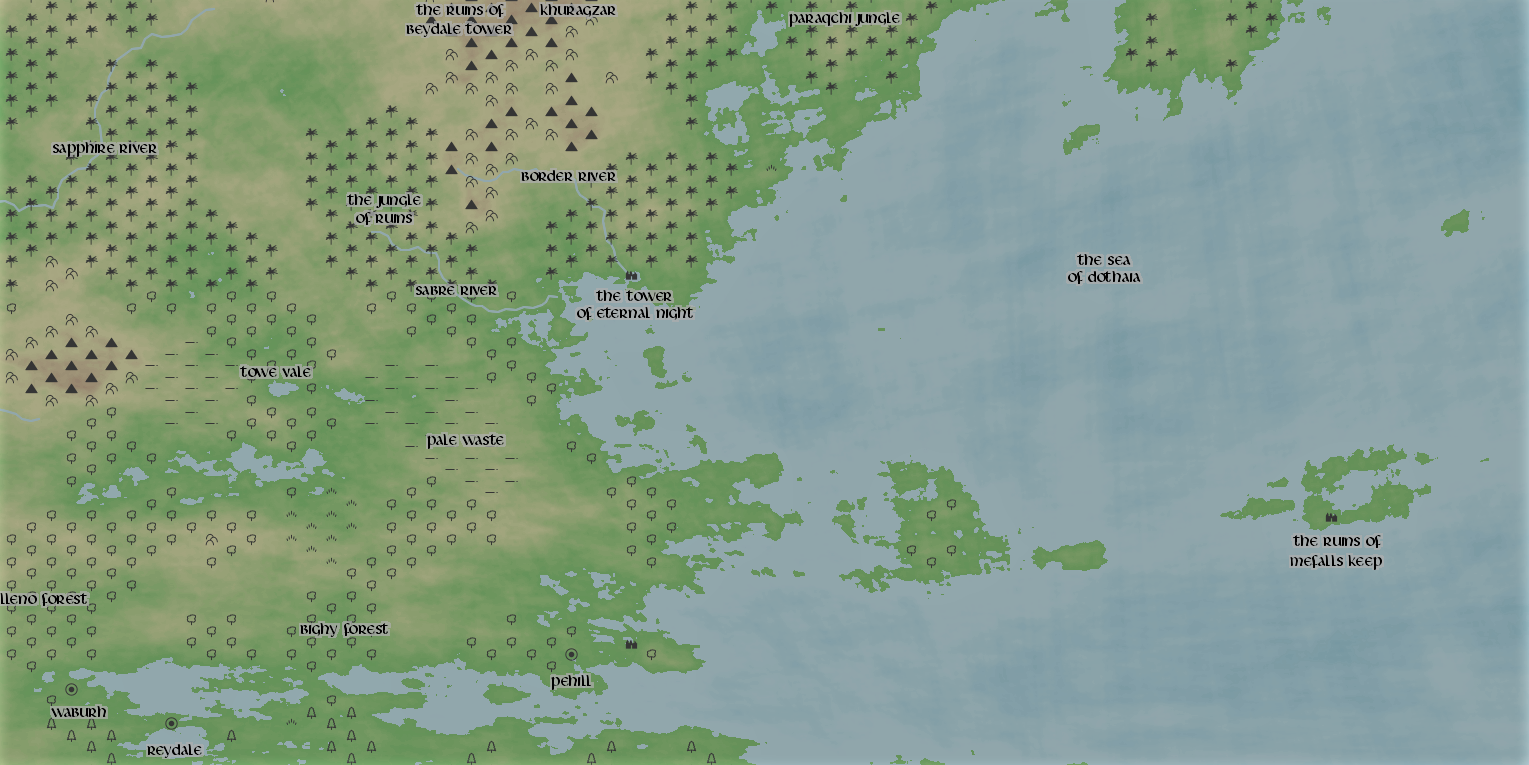 the ruins of
beydale tower
khuragzar
paraqchi jungle
sapphire river
border river
the jungle
of ruins
the sea
of dothaia
sabre river
the tower
of eternal night
towe vale
pale waste
the ruins of
mefalls keep
lleno forest
bighy forest
pehill
waburh
reydale